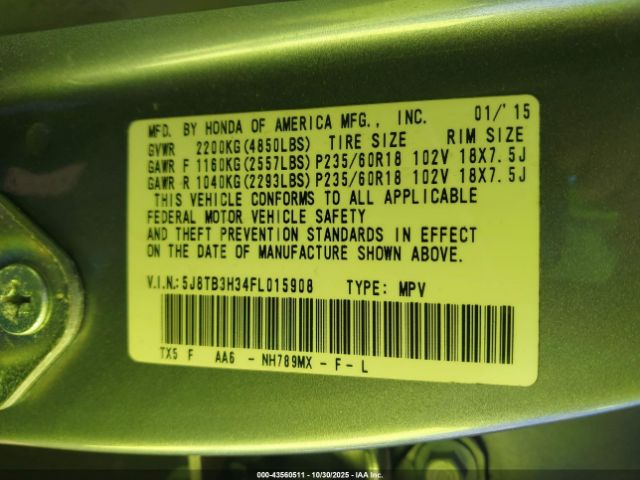 MFD. BY HONDA OF AMERICA MFG., INC. 01/'15
GVWR 2200KG(4850LBS) TIRE SIZE RIM SIZE
GAWR F 1160KG(2557LBS)P235/60R18 102V 18X7.5J
GAWR R 1040KG(2293LBS)P235/60R18 102V 18X7.5J
THIS VEHICLE CONFORMS TO ALL APPLICABLE
FEDERAL MOTOR VEHICLE SAFETY
AND THEFT PREVENTION STANDARDS IN EFFECT
ON THE DATE OF MANUFACTURE SHOWN ABOVE.
V.I.N.:5J8TB3H34FL015908 TYPE: MPV
TX5 F AA6 - NH789MX - F - L
000-43560511 - 10/30/2025 - IAA Inc.